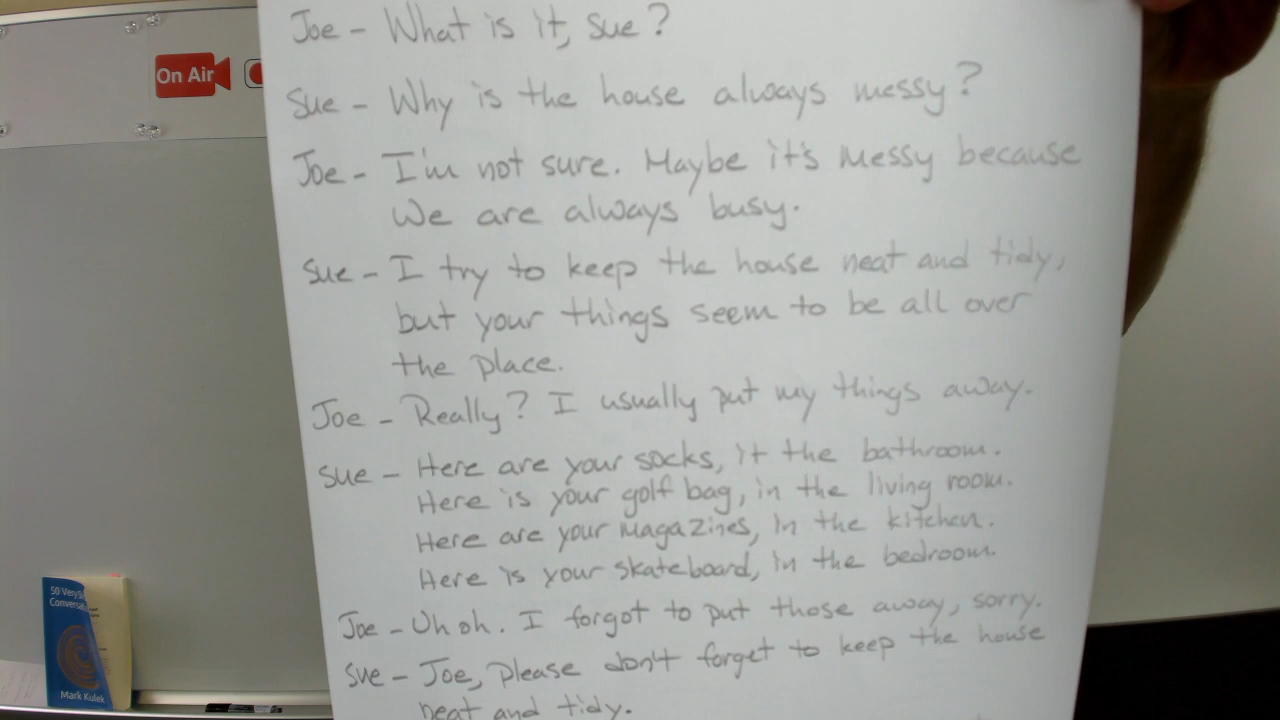 Joe - What is it, Sue?
On Air
Sue - Why is the house always messy?
Joe - I'm not sure. Maybe it's messy because
We are always busy.
Sue - I try to keep the house neat and tidy,
but your things seem to be all over
the place.
Joe - Really? I usually put my things away.
Sue - Here are your socks, it the bathroom.
Here is your golf bag, in the living room.
Here are your magazines, in the kitchen.
Here is your skateboard, in the bedroom.
Joe - Uh oh. I forgot to put those away, sorry.
Sue - Joe, please don't forget to keep the house
neat and tidy.
50 Very
Mark Kulek